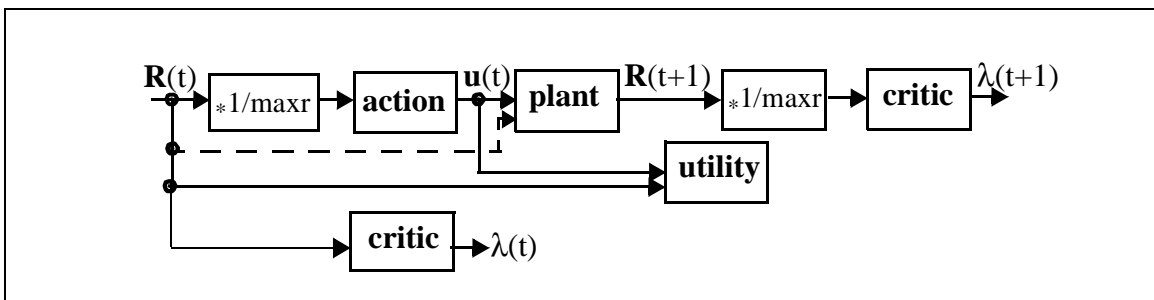 R(t)
*1/maxr
action
u(t)
plant
R(t+1)
*1/maxr
critic
λ(t+1)
utility
critic
λ(t)